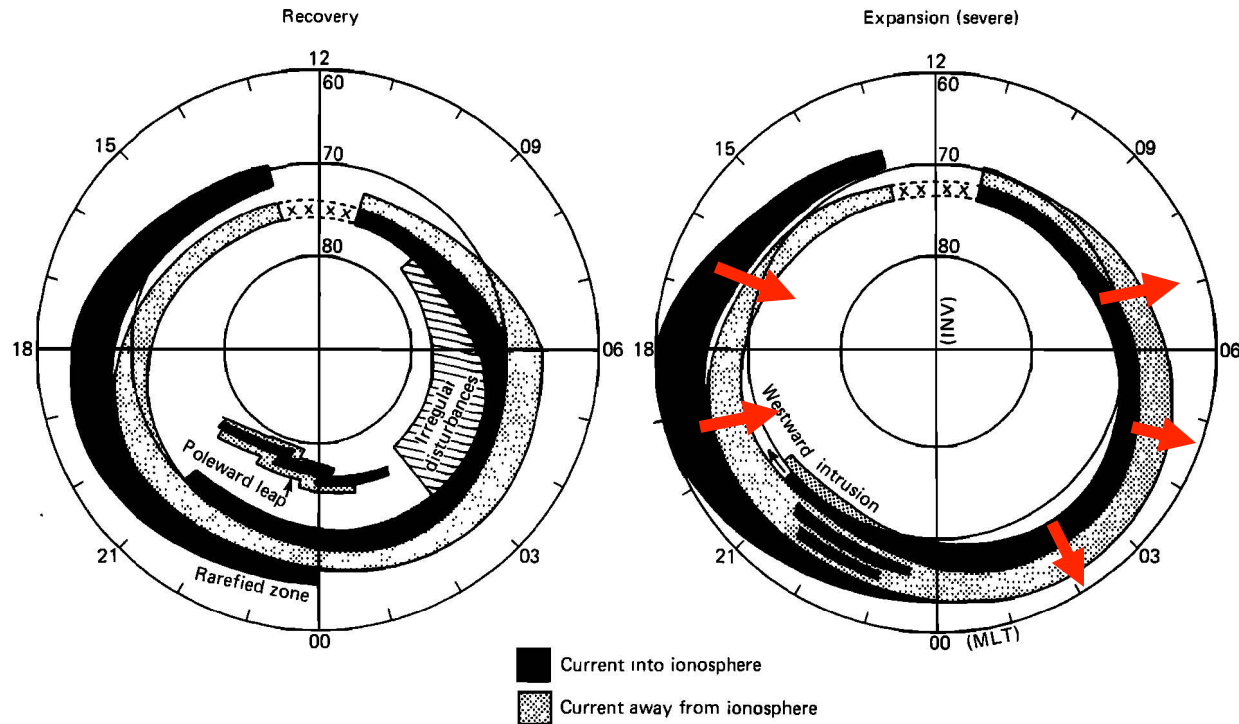 Recovery
12
60
15
09
70
80
18
06
Irregular
disturbances
Poleward leap
21
03
Rarefied zone
00
Expansion (severe)
12
60
15
09
70
80
(INV)
18
06
Westward intrusion
21
03
00
(MLT)
Current into ionosphere
Current away from ionosphere
x x x x
x x x x